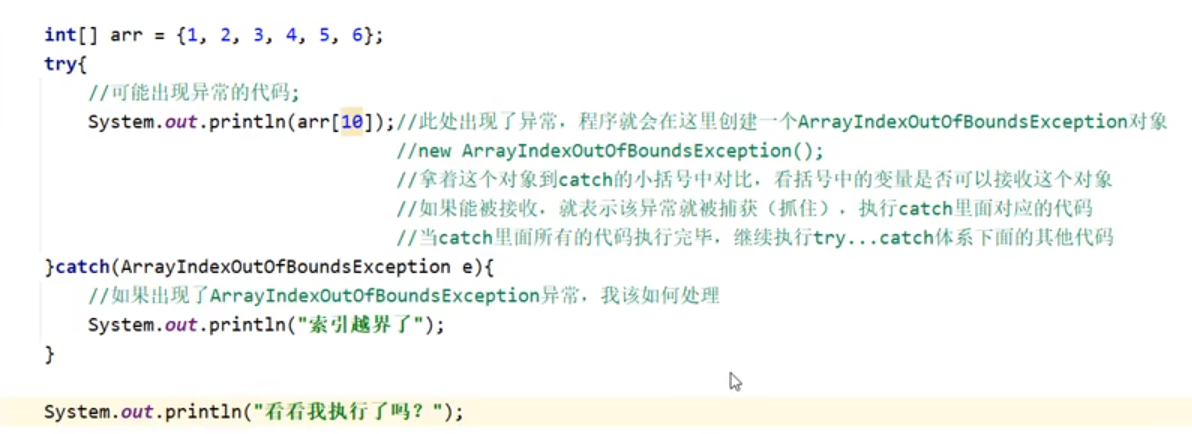 int[] arr = {1, 2, 3, 4, 5, 6};
try{
//可能出现异常的代码;
System.out.println(arr[10]);//此处出现了异常，程序就会在这里创建一个ArrayIndexOutOfBoundsException对象
//new ArrayIndexOutOfBoundsException();
//拿着这个对象到catch的小括号中对比，看括号中的变量是否可以接收这个对象
//如果能被接收，就表示该异常就被捕获（抓住），执行catch里面对应的代码
//当catch里面所有的代码执行完毕，继续执行try...catch体系下面的其他代码
}catch(ArrayIndexOutOfBoundsException e){
//如果出现了ArrayIndexOutOfBoundsException异常，我该如何处理
System.out.println("索引越界了");
}
System.out.println("看看我执行了吗？");